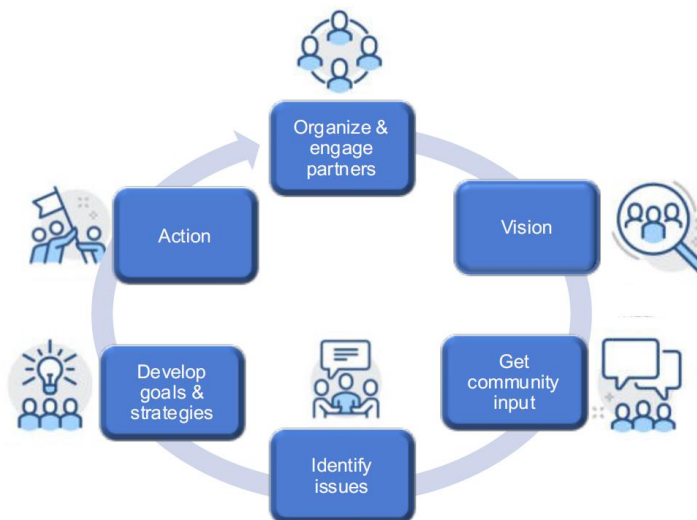 Organize &
engage
partners
Vision
Get
community
input
Identify
issues
Develop
goals &
strategies
Action